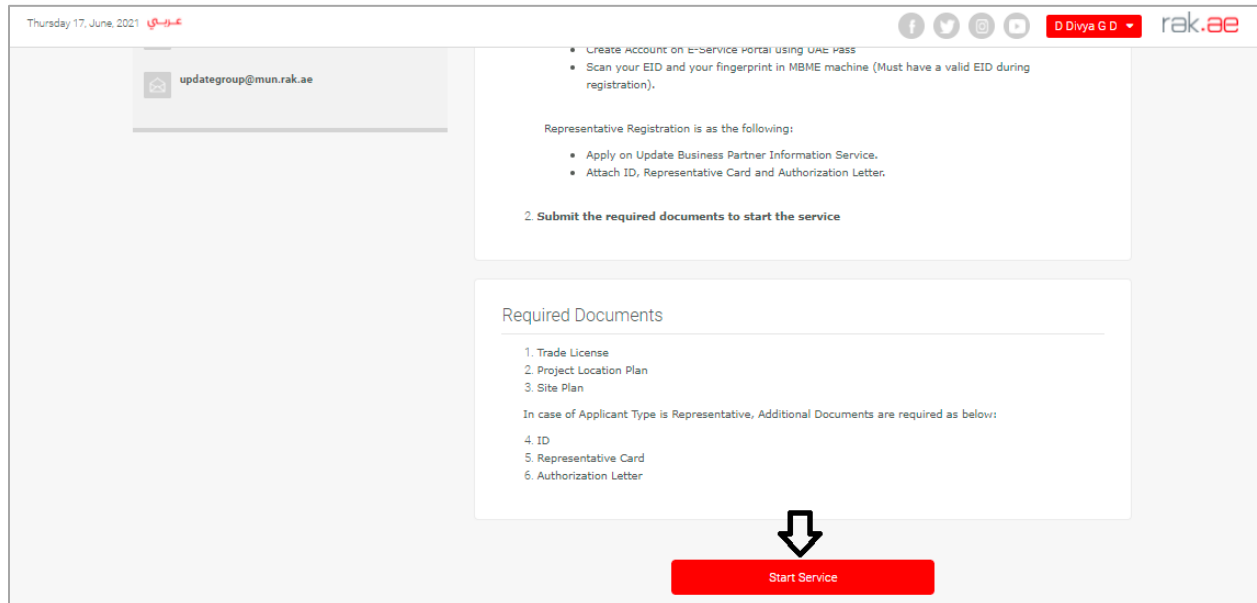 Thursday 17, June, 2021 عربي
D Divya G D
rak.ae
updategroup@mun.rak.ae
Create Account on E-Service Portal using UAE Pass
Scan your EID and your fingerprint in MBME machine (Must have a valid EID during
registration).
Representative Registration is as the following:
Apply on Update Business Partner Information Service.
Attach ID, Representative Card and Authorization Letter.
2. Submit the required documents to start the service
Required Documents
1. Trade License
2. Project Location Plan
3. Site Plan
In case of Applicant Type is Representative, Additional Documents are required as below:
4. ID
5. Representative Card
6. Authorization Letter
Start Service